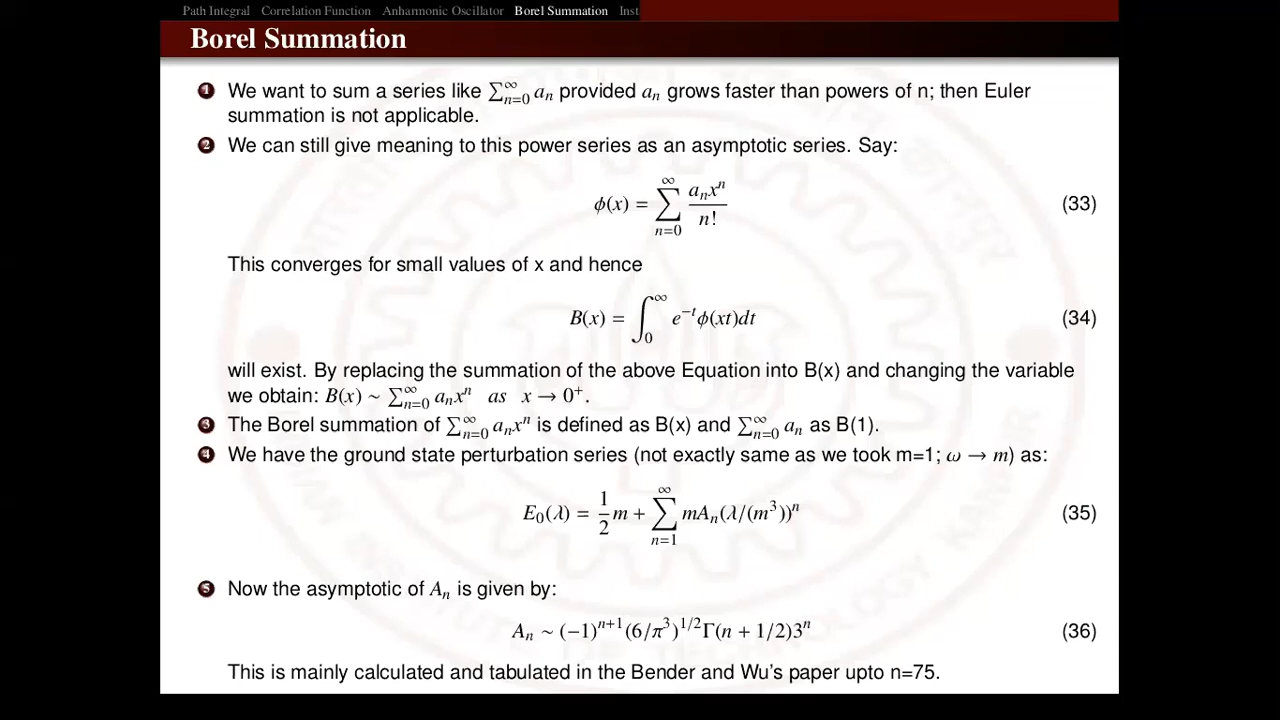 Path Integral Correlation Function Anharmonic Oscillator Borel Summation Inst
Borel Summation
1 We want to sum a series like ∑_{n=0}^∞ a_n provided a_n grows faster than powers of n; then Euler
summation is not applicable.
2 We can still give meaning to this power series as an asymptotic series. Say:
ϕ(x) = ∑_{n=0}^∞ a_n x^n / n! (33)
This converges for small values of x and hence
B(x) = ∫_0^∞ e^{−t} ϕ(xt)dt (34)
will exist. By replacing the summation of the above Equation into B(x) and changing the variable
we obtain: B(x) ~ ∑_{n=0}^∞ a_n x^n as x → 0^+.
3 The Borel summation of ∑_{n=0}^∞ a_n x^n is defined as B(x) and ∑_{n=0}^∞ a_n as B(1).
4 We have the ground state perturbation series (not exactly same as we took m=1; ω → m) as:
E_0(λ) = 1/2 m + ∑_{n=1}^∞ mA_n(λ/(m^3))^n (35)
5 Now the asymptotic of A_n is given by:
A_n ~ (−1)^{n+1}(6/π^3)^{1/2}Γ(n + 1/2)3^n (36)
This is mainly calculated and tabulated in the Bender and Wu's paper upto n=75.